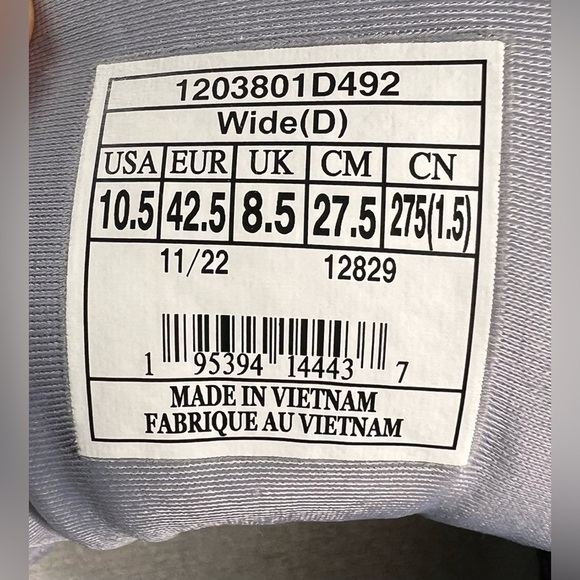 1203801D492
Wide(D)
USA EUR UK CM CN
10.5 42.5 8.5 27.5 275(1.5)
11/22 12829
1 95394 14443 7
MADE IN VIETNAM
FABRIQUE AU VIETNAM